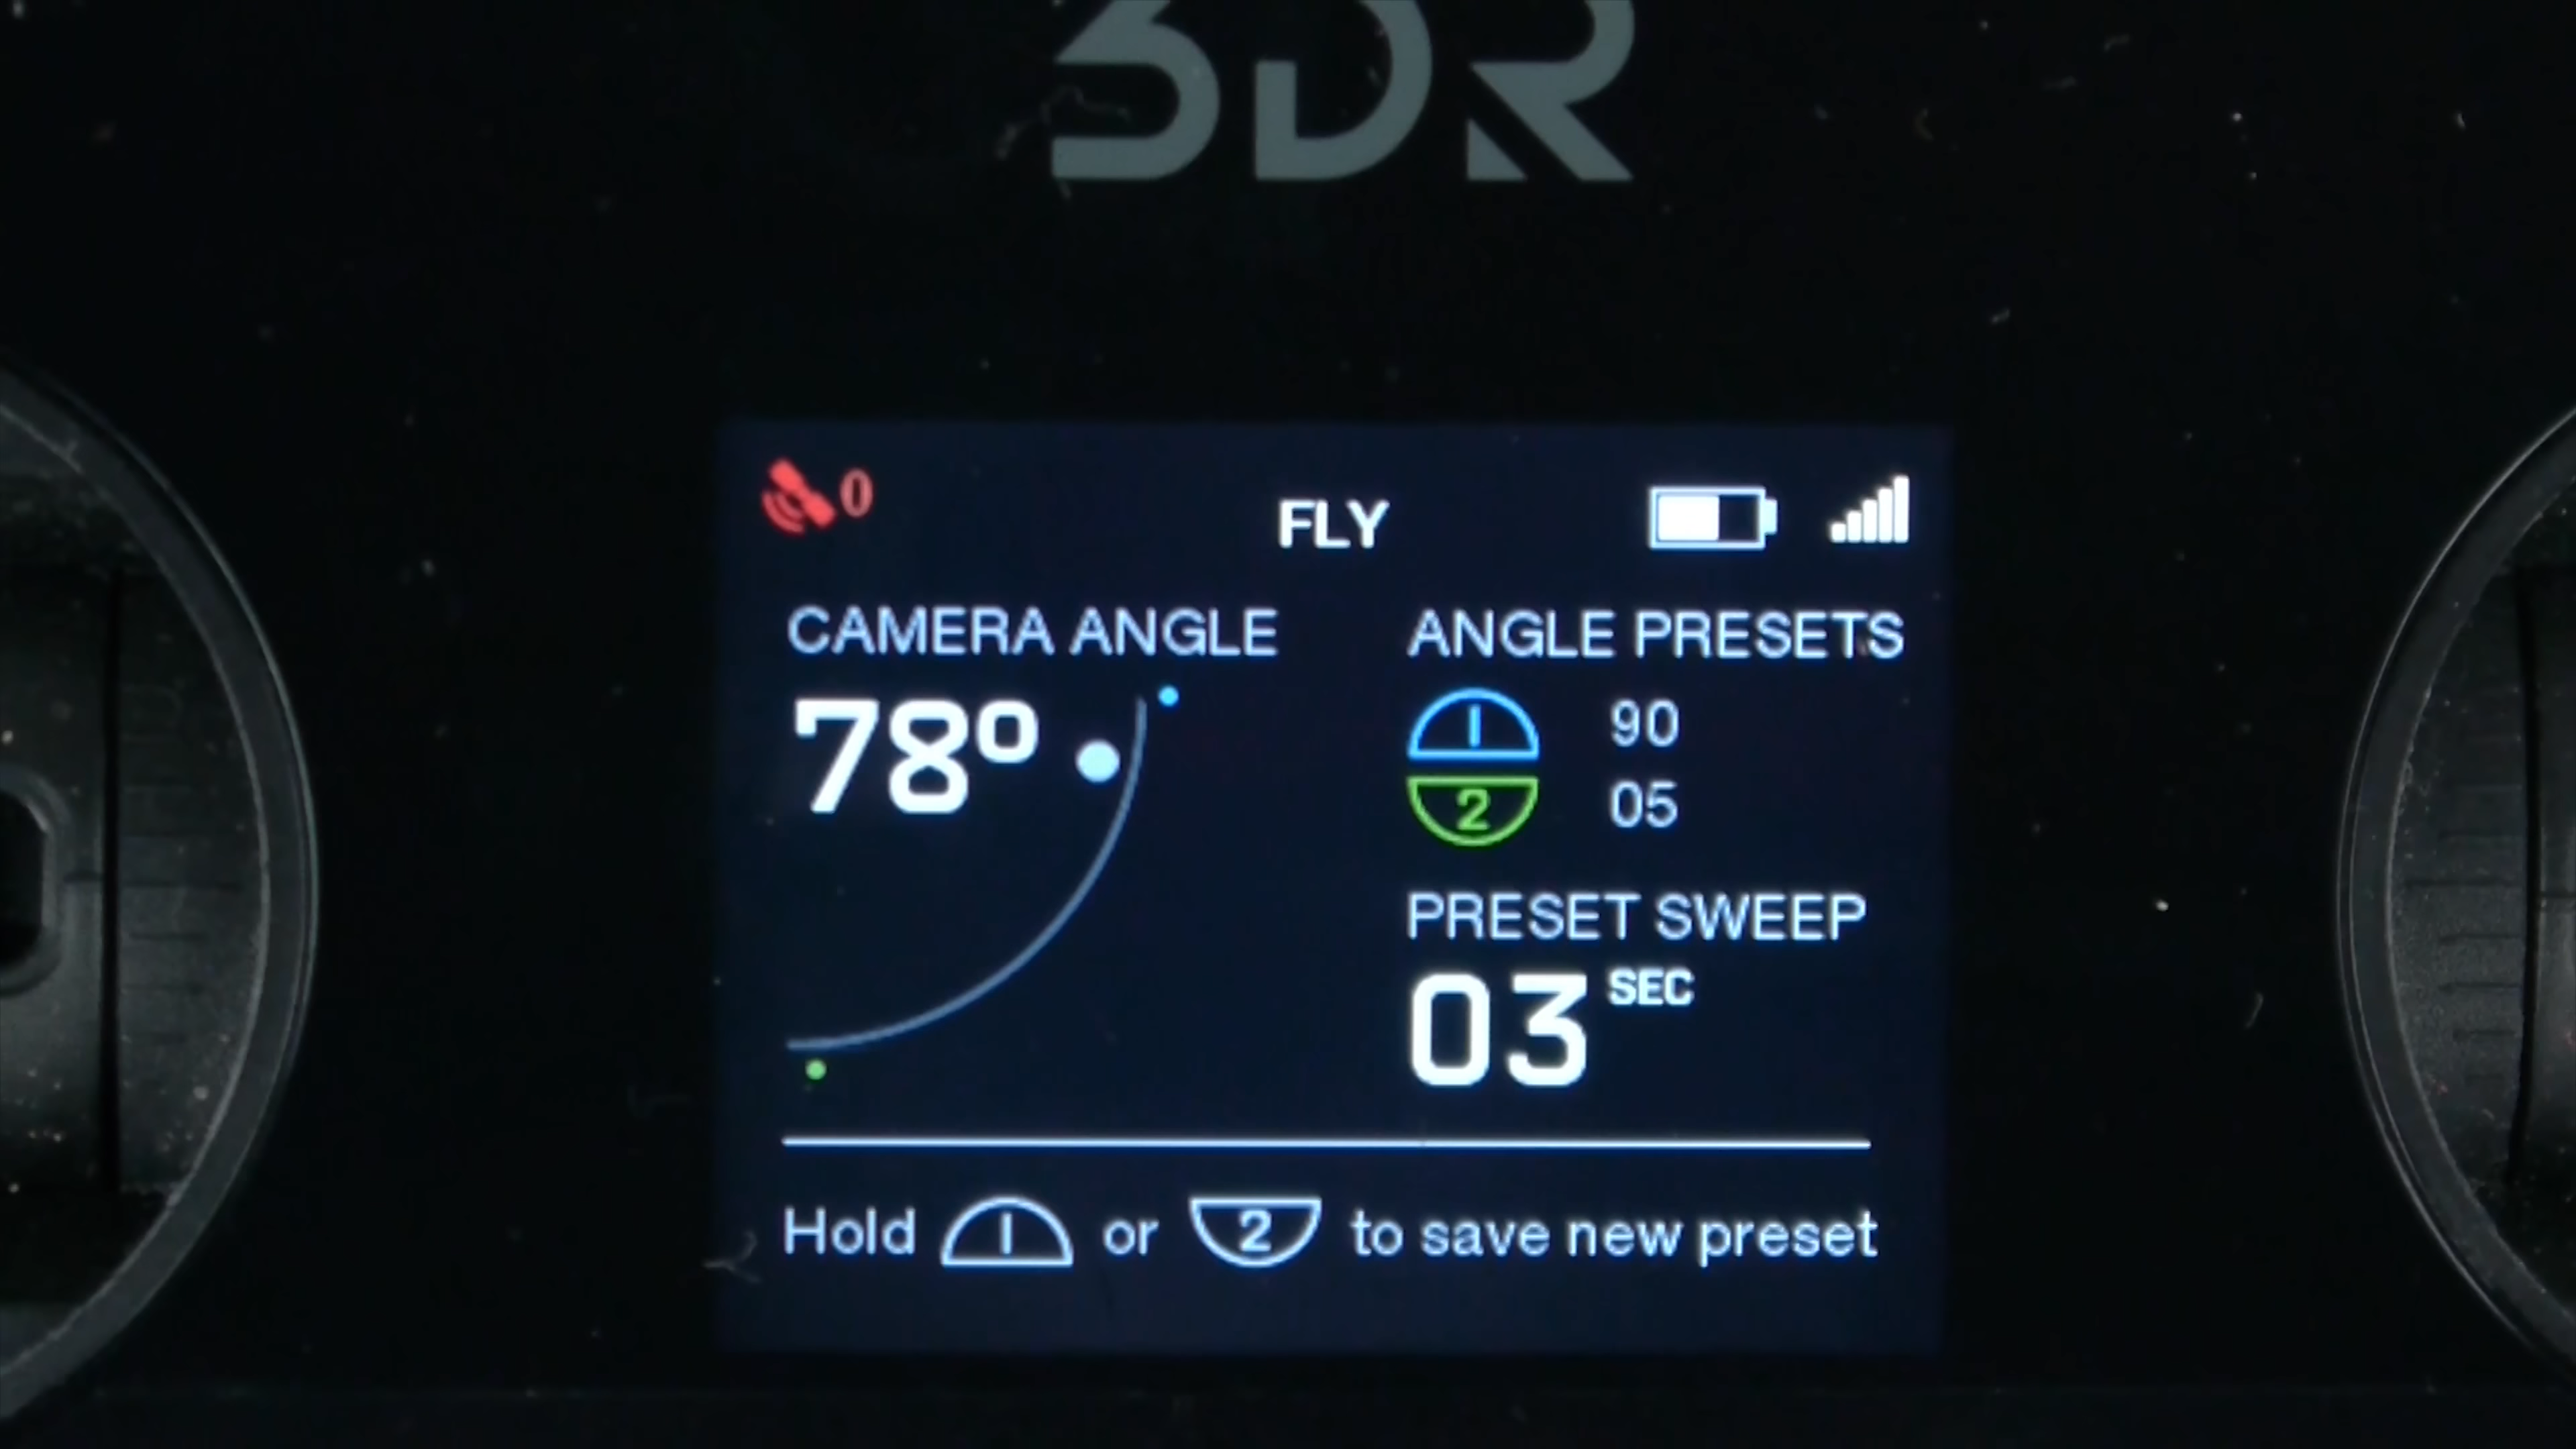 3DR
0 FLY
CAMERA ANGLE
78°
ANGLE PRESETS
1 90
2 05
PRESET SWEEP
03 SEC
Hold 1 or 2 to save new preset